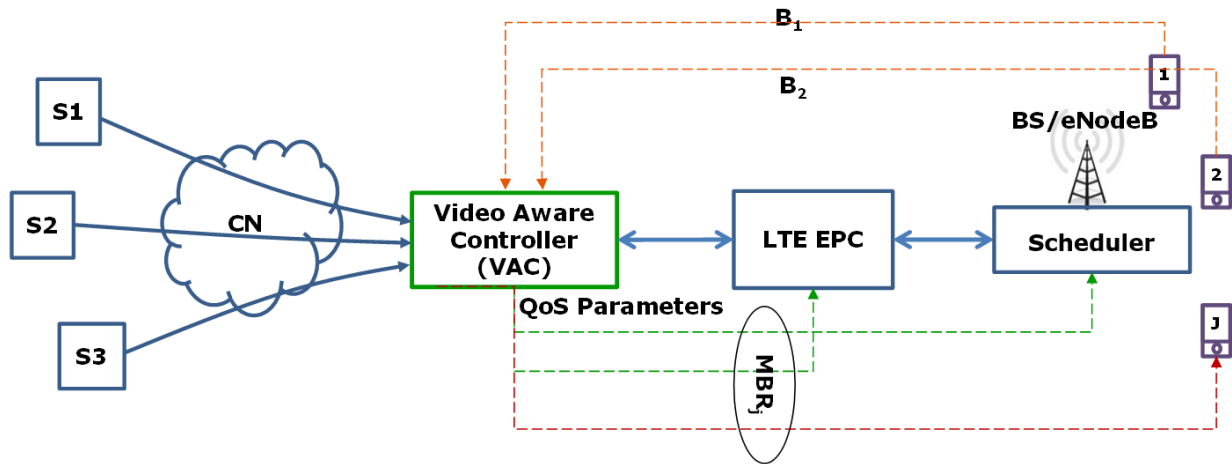 B1
1
B2
BS/eNodeB
S1
2
S2
CN
Video Aware
Controller
(VAC)
LTE EPC
Scheduler
QoS Parameters
J
S3
MBRj